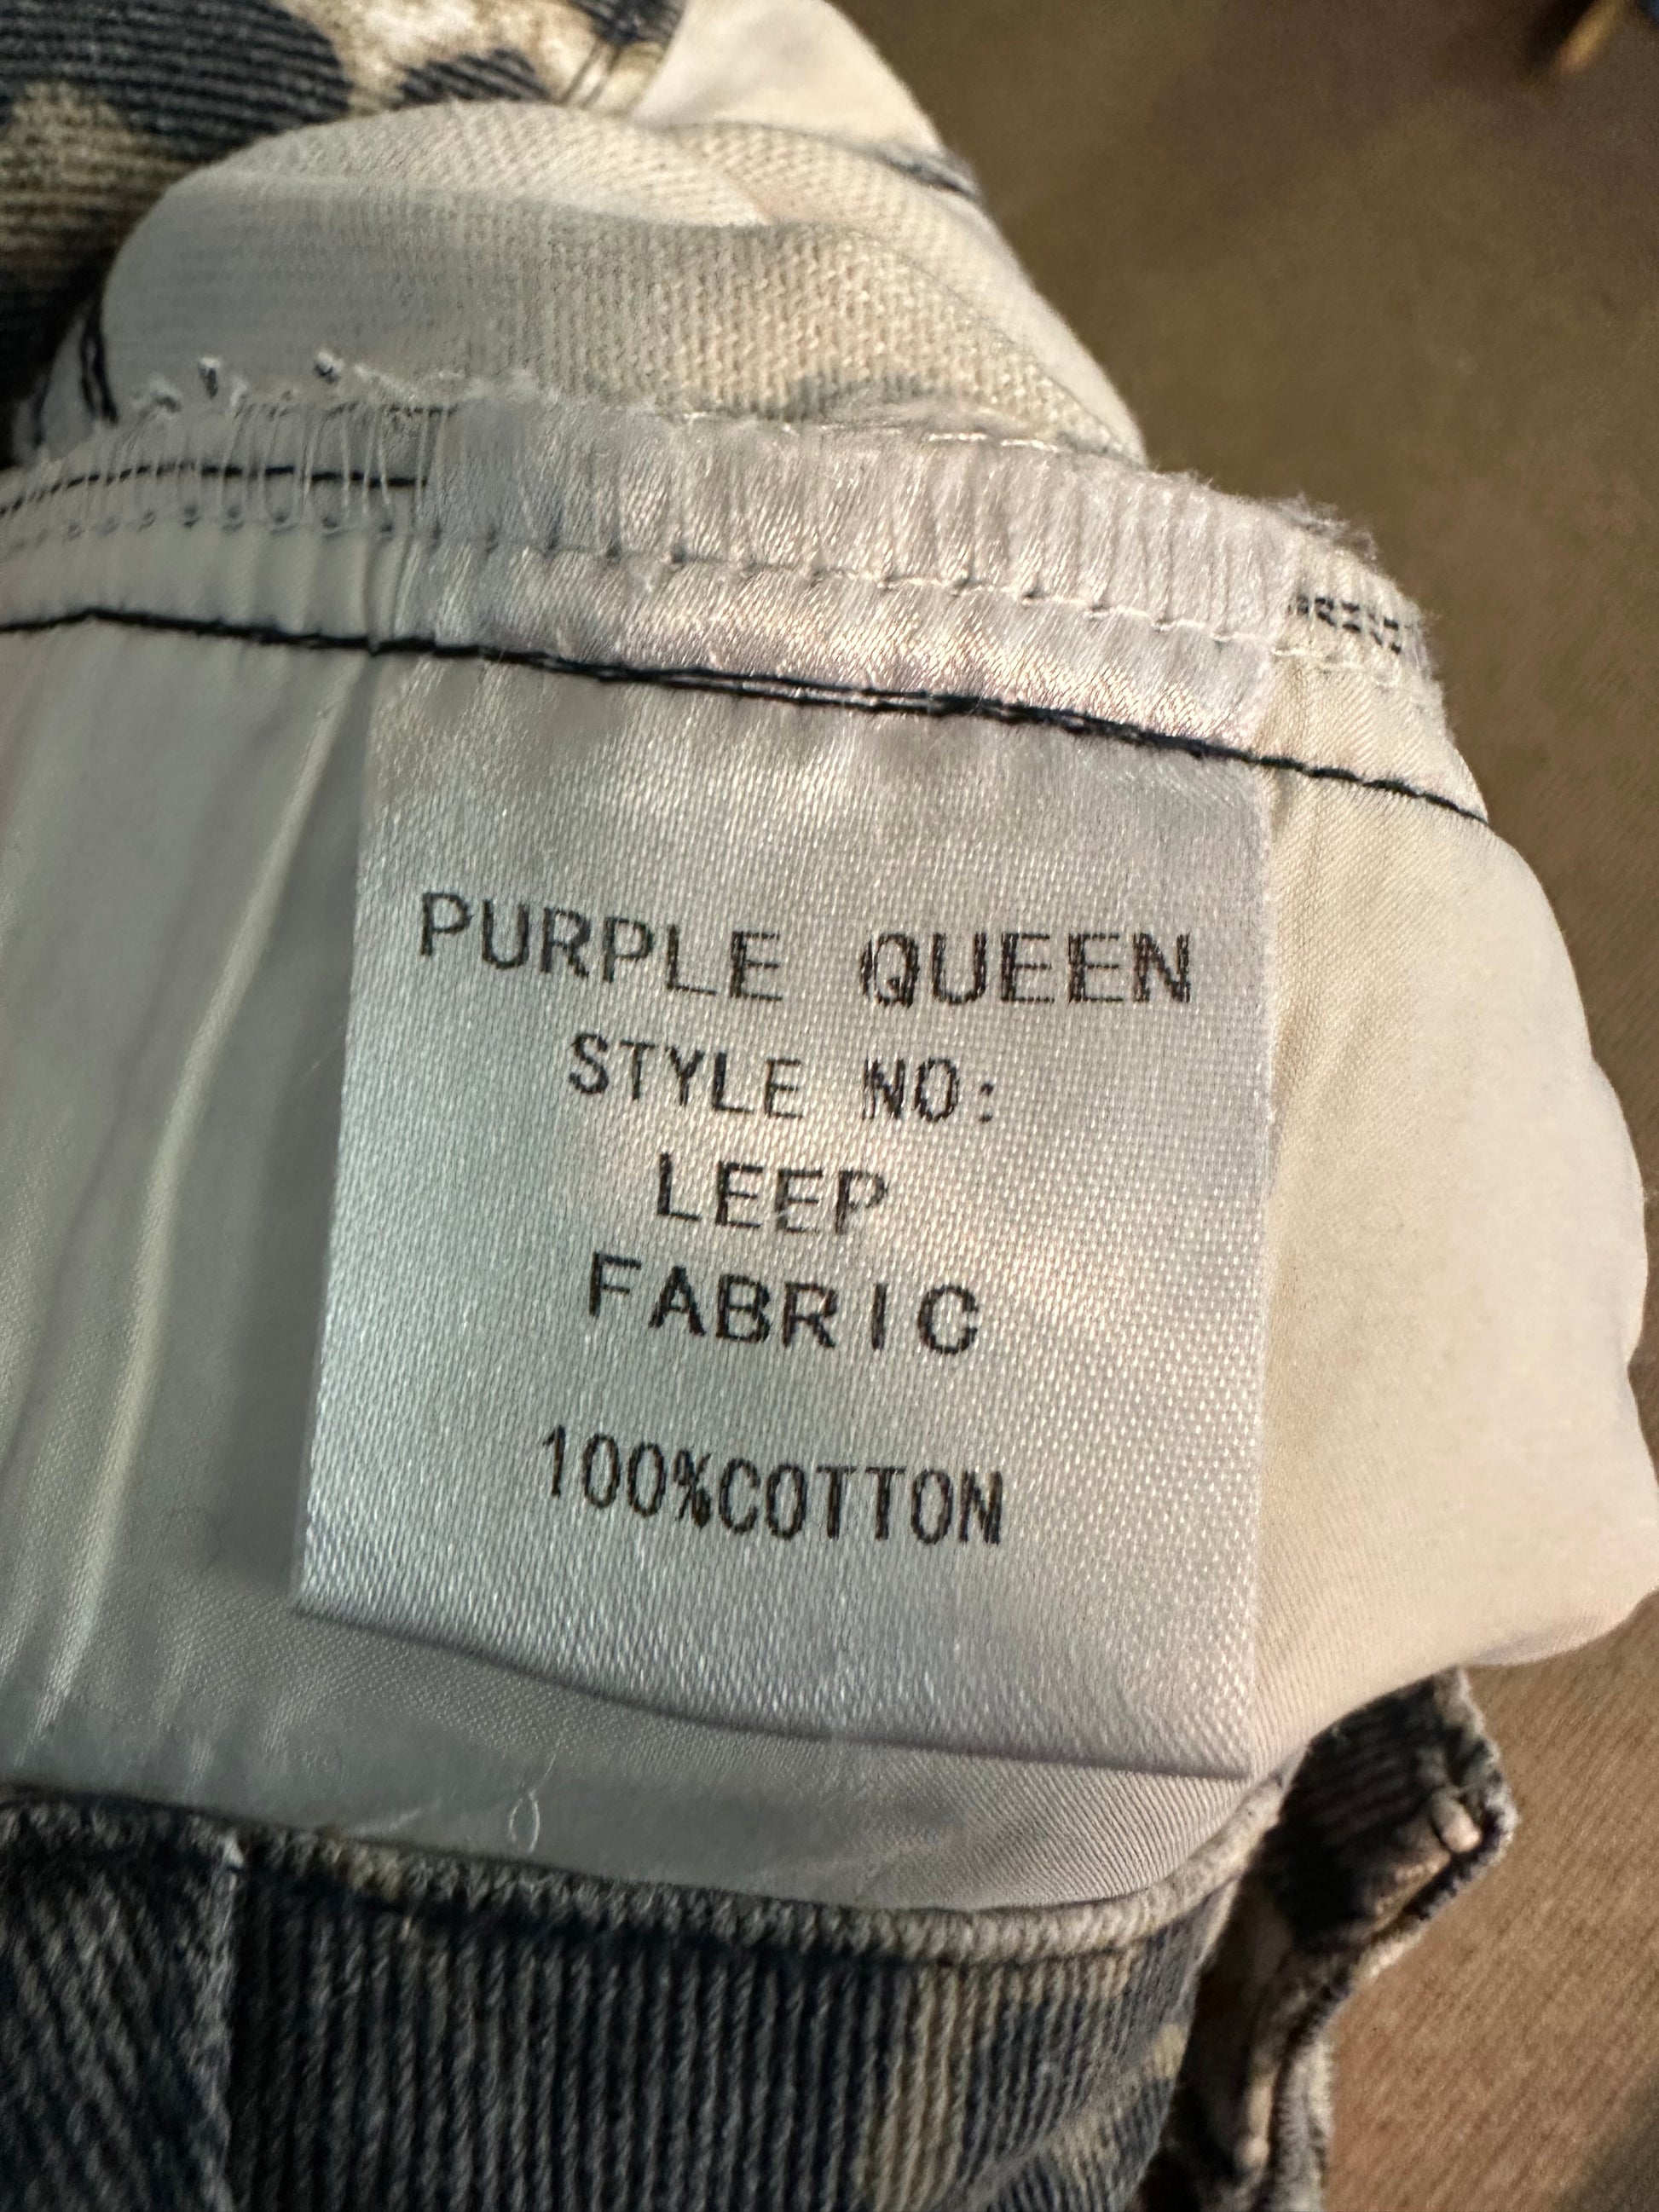 PURPLE QUEEN
STYLE NO:
LEEP
FABRIC
100%COTTON